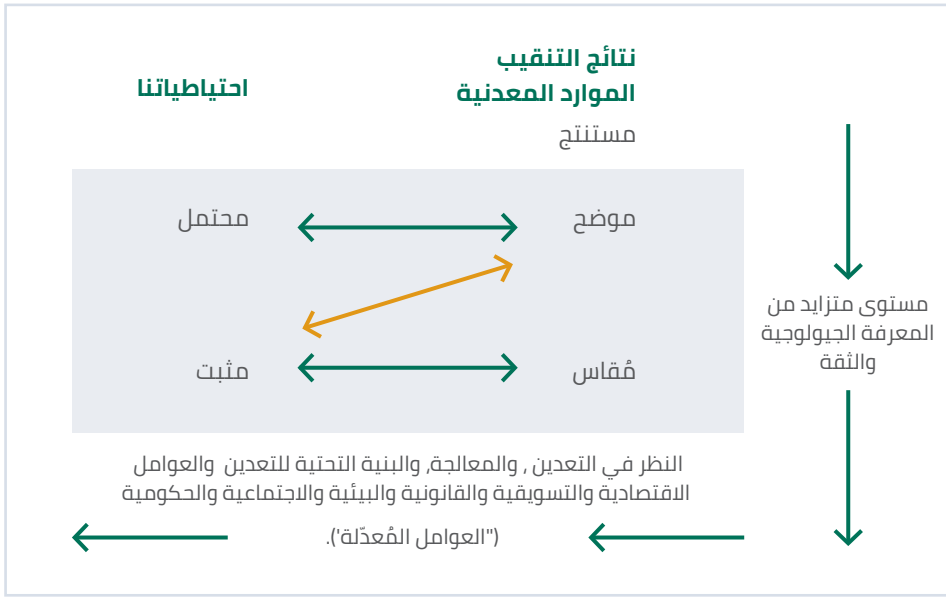 نتائج التنقيب
الموارد المعدنية
احتياطياتنا
مستنتج
موضح
محتمل
مُقاس
مثبت
مستوى متزايد من
المعرفة الجيولوجية
والثقة
النظر في التعدين , والمعالجة, والبنية التحتية للتعدين والعوامل
الاقتصادية والتسويقية والقانونية والبيئية والاجتماعية والحكومية
("العوامل المُعدّلة').